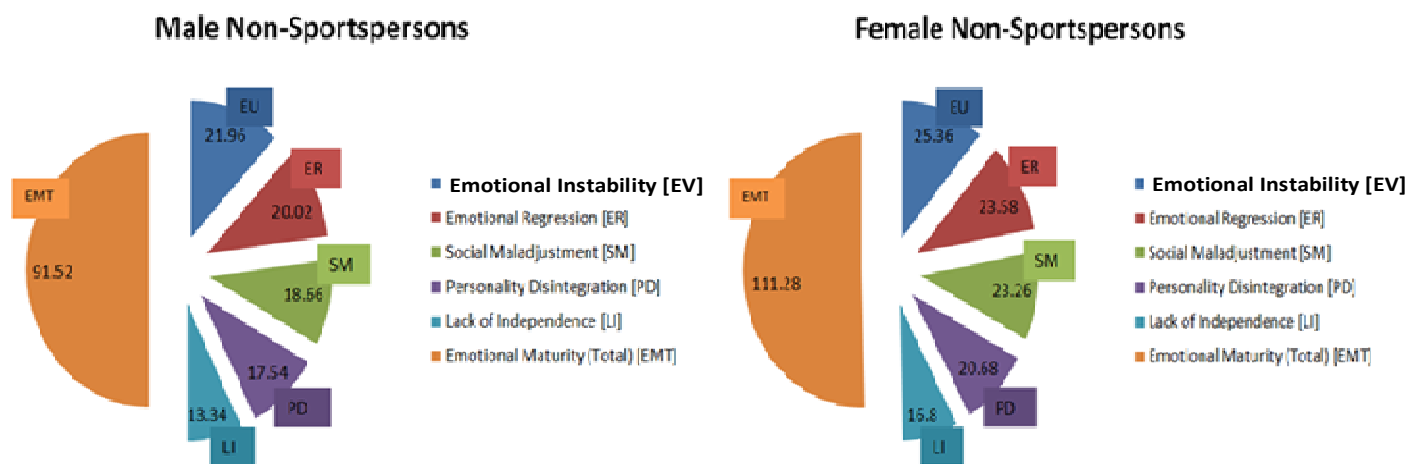 Male Non-Sportspersons
EU
21.96
ER
20.02
SM
18.66
PD
17.54
LI
13.34
EMT
91.52
Emotional Instability [EV]
Emotional Regression [ER]
Social Maladjustment [SM]
Personality Disintegration [PD]
Lack of Independence [LI]
Emotional Maturity (Total) [EMT]
Female Non-Sportspersons
EU
25.36
ER
23.58
SM
23.26
PD
20.68
LI
EMT
111.28
Emotional Instability [EV]
Emotional Regression [ER]
Social Maladjustment [SM]
Personality Disintegration [PD]
Lack of Independence [LI]
Emotional Maturity (Total) [EMT]